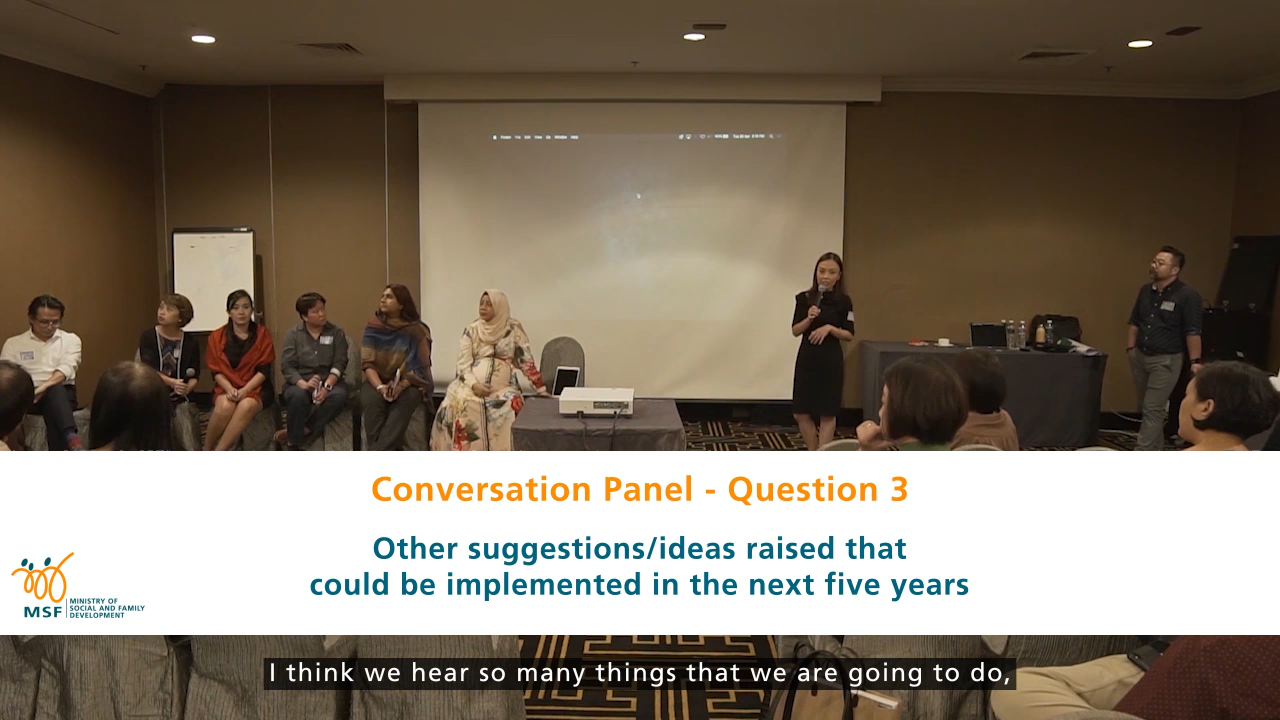 Conversation Panel - Question 3
Other suggestions/ideas raised that
could be implemented in the next five years
MSF
MINISTRY OF
SOCIAL AND FAMILY
DEVELOPMENT
I think we hear so many things that we are going to do,